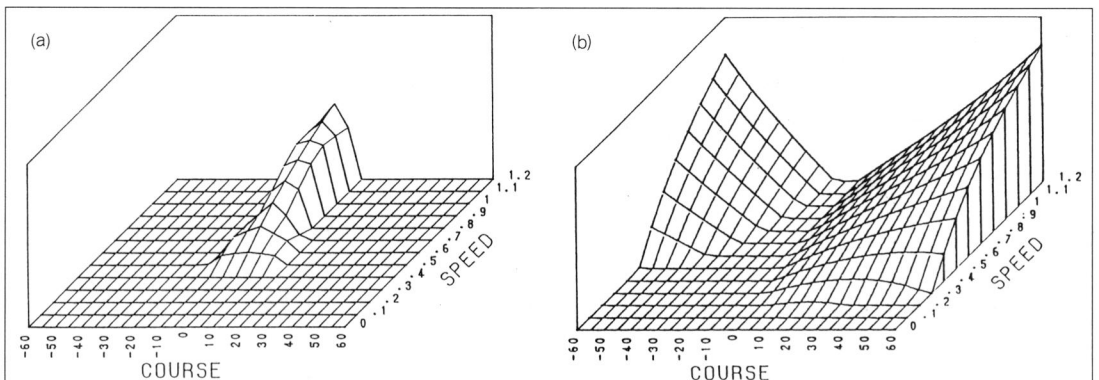 (a)
-60 -50 -40 -30 -20 -10 0 10 20 30 40 50 60
COURSE
0 .1 .2 .3 .4 .5 .6 .7 .8 .9 1 1.1 1.2
SPEED
(b)
-60 -50 -40 -30 -20 -10 0 10 20 30 40 50 60
COURSE
0 .1 .2 .3 .4 .5 .6 .7 .8 .9 1 1.1 1.2
SPEED